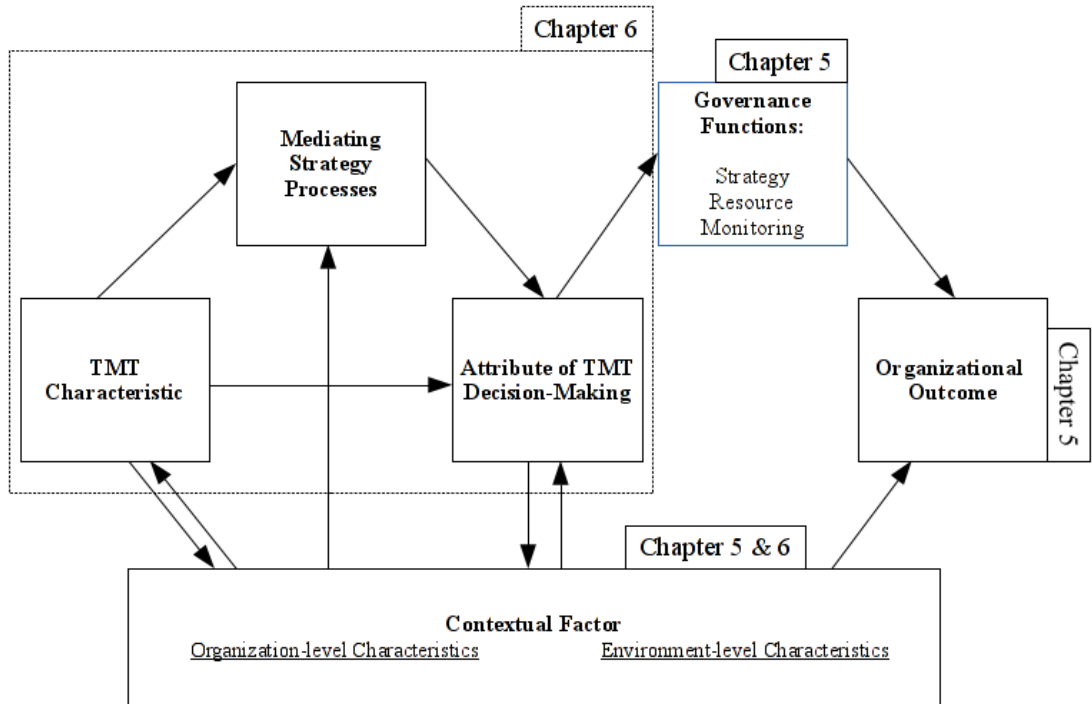 Chapter 6
Chapter 5
Governance
Functions:
Strategy
Resource
Monitoring
Mediating
Strategy
Processes
TMT
Characteristic
Attribute of TMT
Decision-Making
Organizational
Outcome
Chapter 5
Chapter 5 & 6
Contextual Factor
Organization-level Characteristics
Environment-level Characteristics